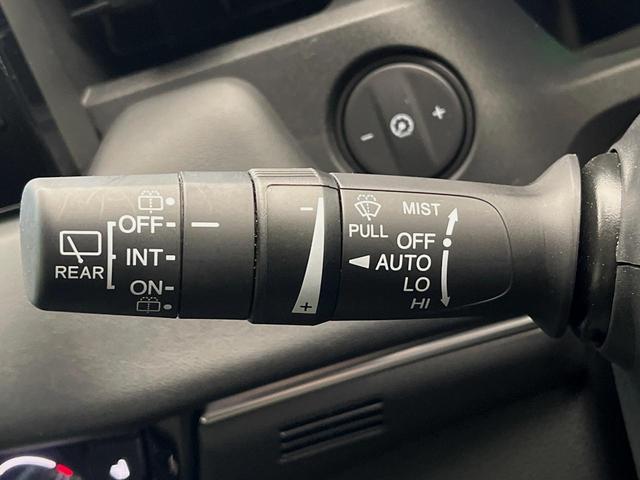 REAR
OFF
INT
ON
- +
PULL
MIST
OFF
AUTO
LO
HI
- +